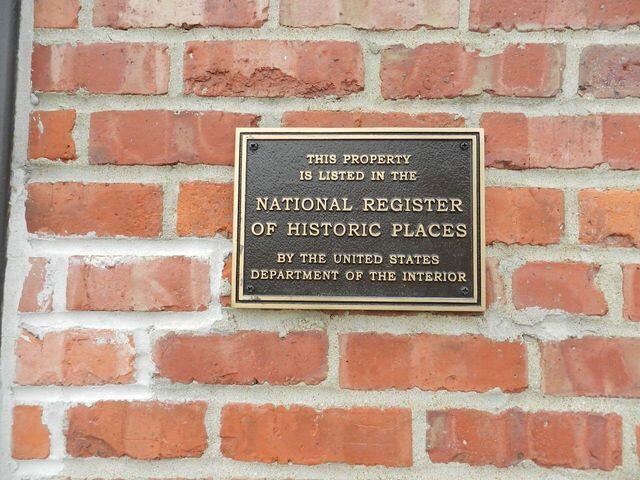 THIS PROPERTY
IS LISTED IN THE
NATIONAL REGISTER
OF HISTORIC PLACES
BY THE UNITED STATES
DEPARTMENT OF THE INTERIOR